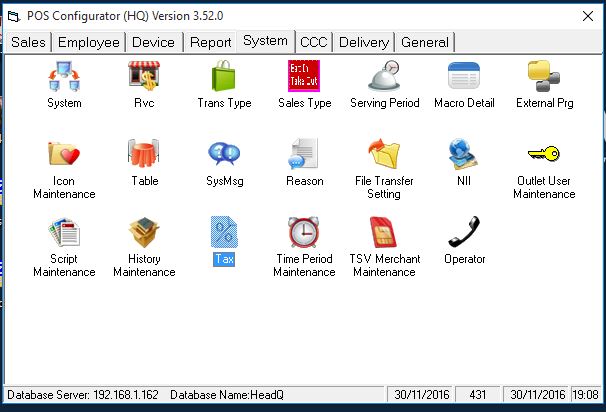 POS Configurator (HQ) Version 3.52.0
Sales Employee Device Report System CCC Delivery General
Eat In
Take Out
System Rvc Trans Type Sales Type Serving Period Macro Detail External Prg
Icon Maintenance Table SysMsg Reason File Transfer Setting NII Outlet User Maintenance
Script Maintenance History Maintenance Tax Time Period Maintenance TSV Merchant Maintenance Operator
Database Server: 192.168.1.162 Database Name:HeadQ 30/11/2016 431 30/11/2016 19:08